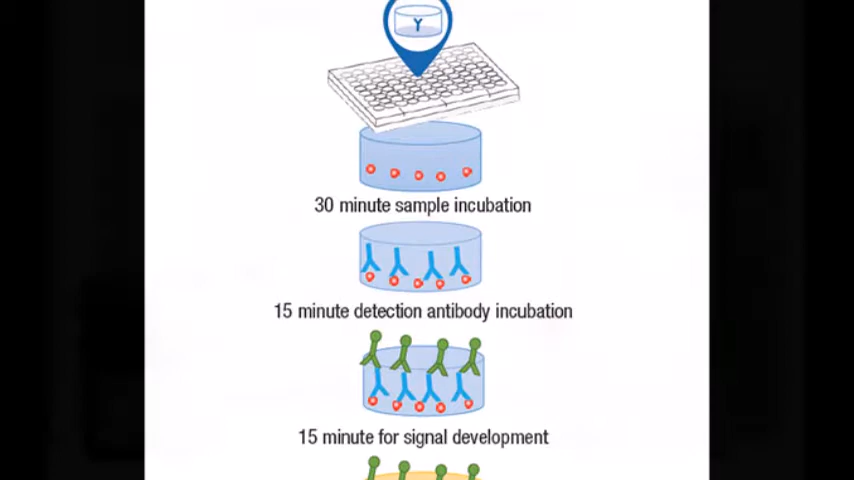 30 minute sample incubation
15 minute detection antibody incubation
15 minute for signal development